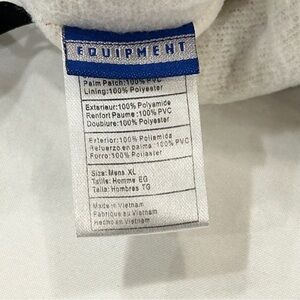 EQUIPMENT
Palm Patch:100% PVC
Lining:100% Polyester
Exterieur:100% Polyamide
Renfort Paume :100% PVC
Doublure:100% Polyester
Exterior:100% Poliamida
Refuerzo en palma :100% PVC
Forro:100% Poliester
Size: Mens XL
Taille: Homme EG
Talla: Hombres TG
Made in Vietnam
Fabriqué au Vietnam
Hecho en Vietnam